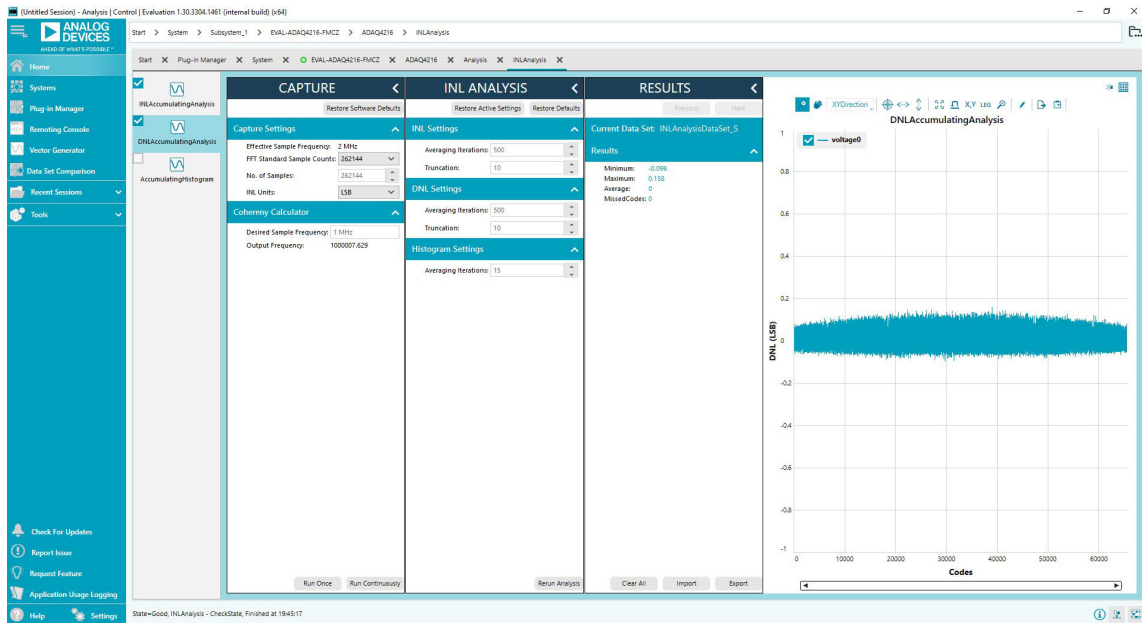 (Untitled Session) - Analysis | Control | Evaluation 1.30.3304.1461 (internal build) (x64)
ANALOG
DEVICES
AHEAD OF WHAT'S POSSIBLE™
Start > System > Subsystem_1 > EVAL-ADAQ4216-FMCZ > ADAQ4216 > INLAnalysis
Start X Plug-in Manager X System X EVAL-ADAQ4216-FMCZ X ADAQ4216 X Analysis X INLAnalysis X
Home
Systems
Plug-in Manager
Remoting Console
Vector Generator
Data Set Comparison
Recent Sessions
Tools
Check For Updates
Report Issue
Request Feature
Application Usage Logging
Help
Settings
INLAccumulatingAnalysis
DNLAccumulatingAnalysis
AccumulatingHistogram
CAPTURE
Restore Software Defaults
Capture Settings
Effective Sample Frequency: 2 MHz
FFT Standard Sample Counts: 262144
No. of Samples: 262144
INL Units: LSB
Cohereny Calculator
Desired Sample Frequency: 1 MHz
Output Frequency: 1000007.629
Run Once
Run Continuously
INL ANALYSIS
Restore Active Settings
Restore Defaults
INL Settings
Averaging Iterations: 500
Truncation: 10
DNL Settings
Averaging Iterations: 500
Truncation: 10
Histogram Settings
Averaging Iterations: 15
Rerun Analysis
RESULTS
Previous
Next
Current Data Set: INLAnalysisDataSet_5
Results
Minimum: -0.096
Maximum: 0.158
Average: 0
MissedCodes: 0
Clear All
Import
Export
XYDirection
X,Y
LEG
DNLAccumulatingAnalysis
voltage0
1
0.8
0.6
0.4
0.2
0
-0.2
-0.4
-0.6
-0.8
-1
DNL (LSB)
0 10000 20000 30000 40000 50000 60000
Codes
State=Good, INLAnalysis - CheckState, Finished at 19:45:17